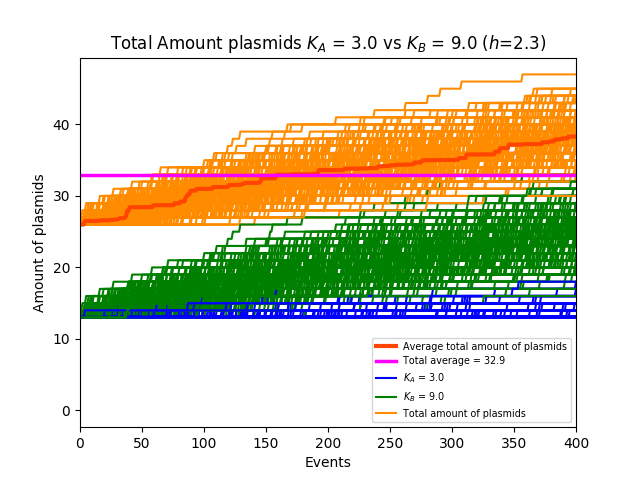 Total Amount plasmids K_A = 3.0 vs K_B = 9.0 (h=2.3)
Amount of plasmids
40
30
20
10
0
Average total amount of plasmids
Total average = 32.9
K_A = 3.0
K_B = 9.0
Total amount of plasmids
0 50 100 150 200 250 300 350 400
Events